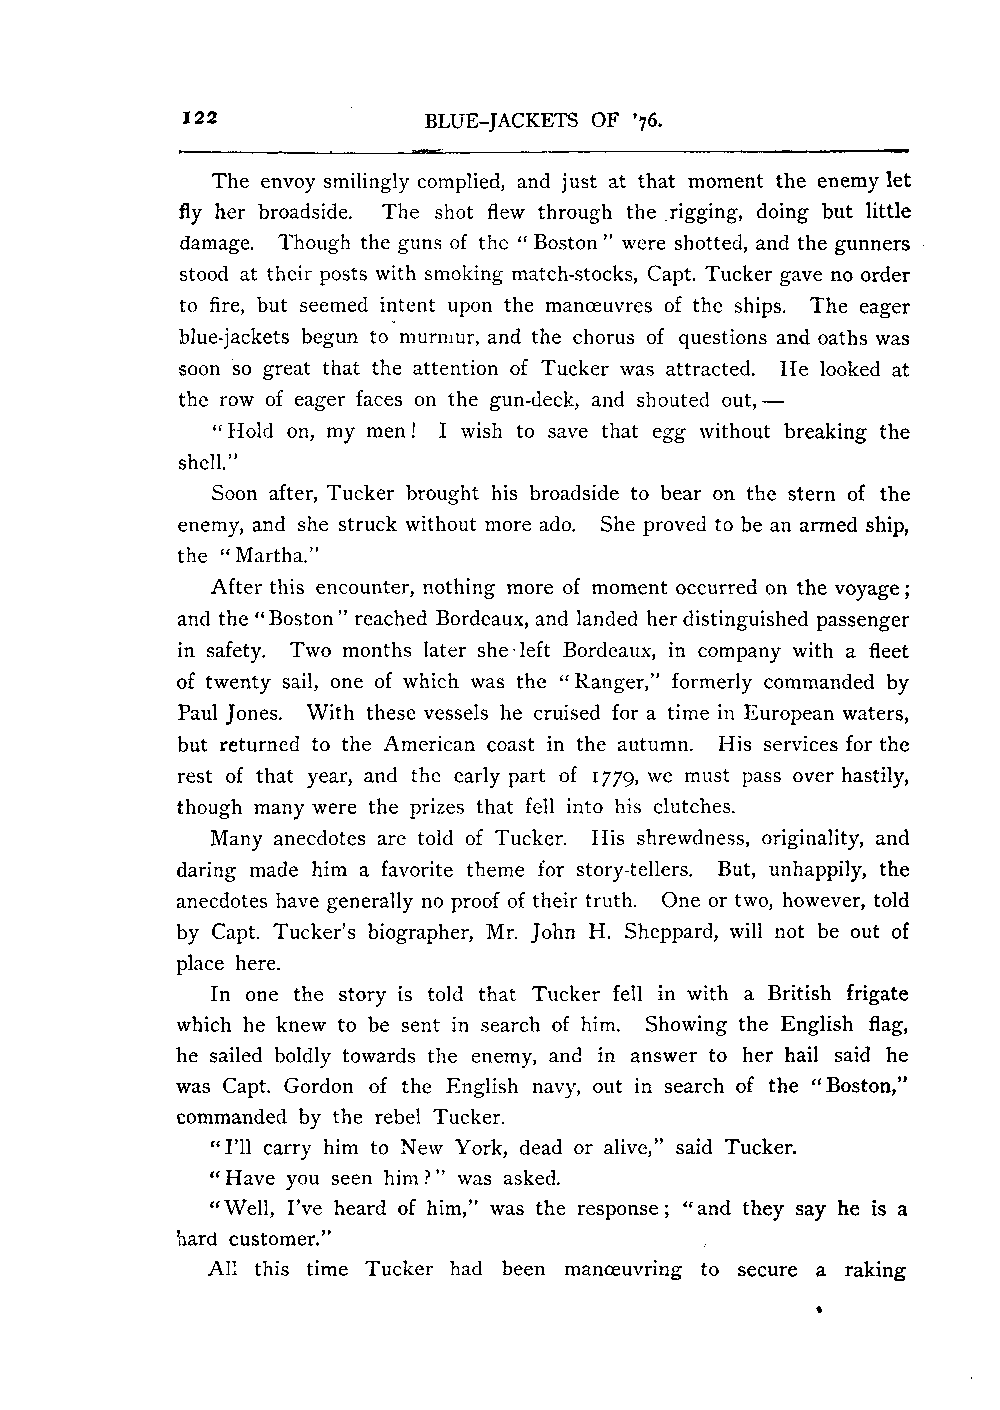 122 BLUE-JACKETS OF '76.
The envoy smilingly complied, and just at that moment the enemy let
fly her broadside. The shot flew through the rigging, doing but little
damage. Though the guns of the "Boston" were shotted, and the gunners
stood at their posts with smoking match-stocks, Capt. Tucker gave no order
to fire, but seemed intent upon the manœuvres of the ships. The eager
blue-jackets begun to murmur, and the chorus of questions and oaths was
soon so great that the attention of Tucker was attracted. He looked at
the row of eager faces on the gun-deck, and shouted out,—
"Hold on, my men! I wish to save that egg without breaking the
shell."
Soon after, Tucker brought his broadside to bear on the stern of the
enemy, and she struck without more ado. She proved to be an armed ship,
the "Martha."
After this encounter, nothing more of moment occurred on the voyage;
and the "Boston" reached Bordeaux, and landed her distinguished passenger
in safety. Two months later she left Bordeaux, in company with a fleet
of twenty sail, one of which was the "Ranger," formerly commanded by
Paul Jones. With these vessels he cruised for a time in European waters,
but returned to the American coast in the autumn. His services for the
rest of that year, and the early part of 1779, we must pass over hastily,
though many were the prizes that fell into his clutches.
Many anecdotes are told of Tucker. His shrewdness, originality, and
daring made him a favorite theme for story-tellers. But, unhappily, the
anecdotes have generally no proof of their truth. One or two, however, told
by Capt. Tucker's biographer, Mr. John H. Sheppard, will not be out of
place here.
In one the story is told that Tucker fell in with a British frigate
which he knew to be sent in search of him. Showing the English flag,
he sailed boldly towards the enemy, and in answer to her hail said he
was Capt. Gordon of the English navy, out in search of the "Boston,"
commanded by the rebel Tucker.
"I'll carry him to New York, dead or alive," said Tucker.
"Have you seen him?" was asked.
"Well, I've heard of him," was the response; "and they say he is a
hard customer."
All this time Tucker had been manœuvring to secure a raking